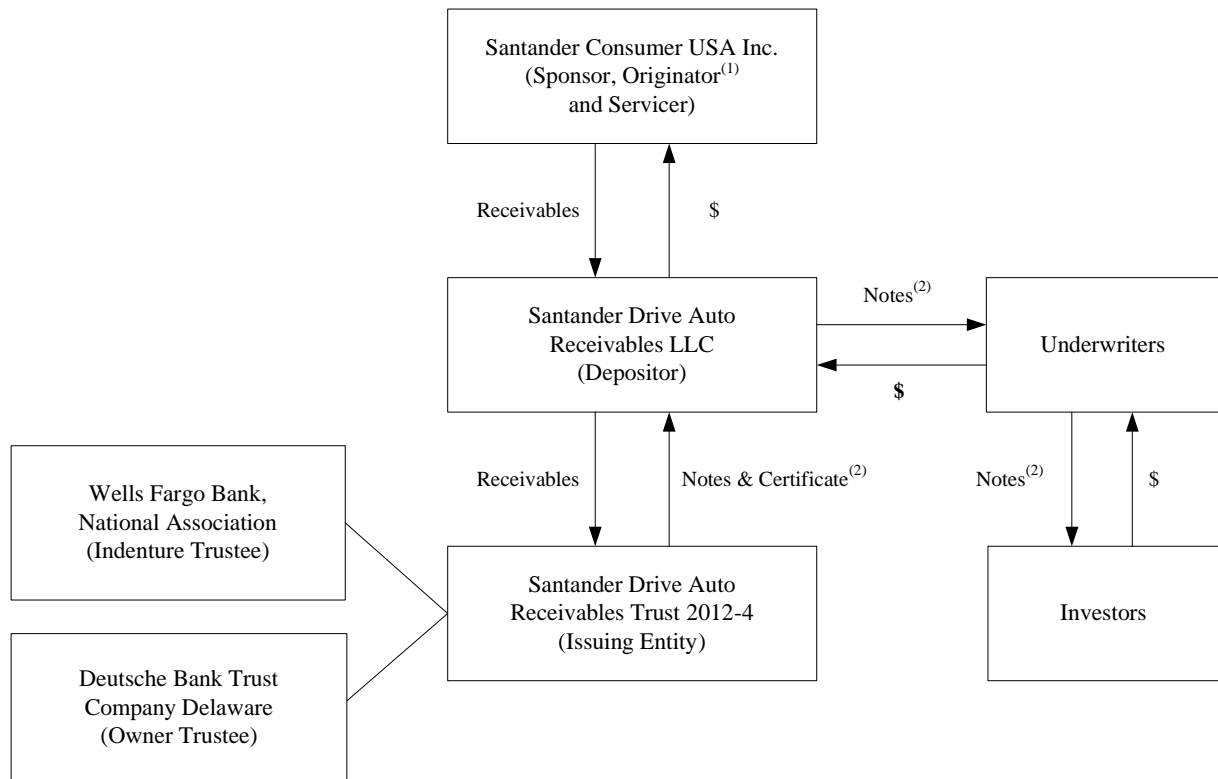 Santander Consumer USA Inc.
(Sponsor, Originator(1)
and Servicer)
Receivables
$
Santander Drive Auto
Receivables LLC
(Depositor)
Notes(2)
$
Underwriters
Receivables
Notes & Certificate(2)
Notes(2)
$
Wells Fargo Bank,
National Association
(Indenture Trustee)
Santander Drive Auto
Receivables Trust 2012-4
(Issuing Entity)
Investors
Deutsche Bank Trust
Company Delaware
(Owner Trustee)